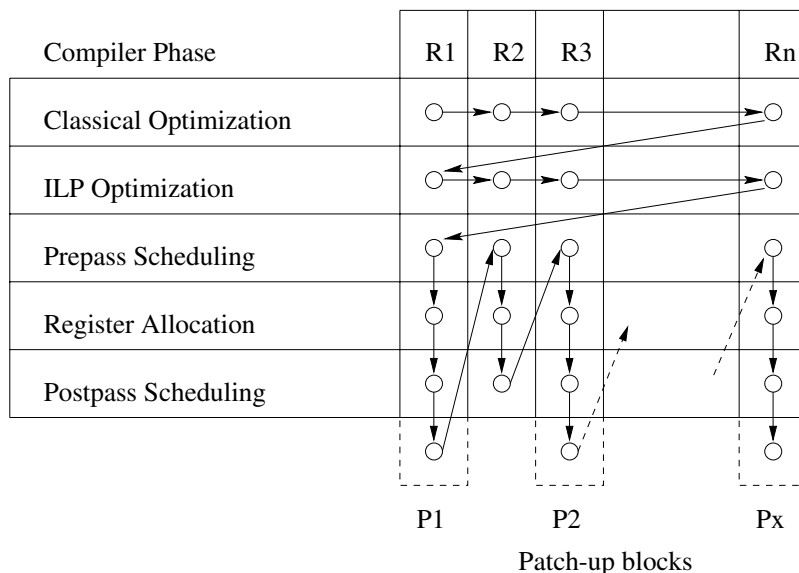 Compiler Phase R1 R2 R3 Rn
Classical Optimization
ILP Optimization
Prepass Scheduling
Register Allocation
Postpass Scheduling
P1 P2 Px
Patch-up blocks